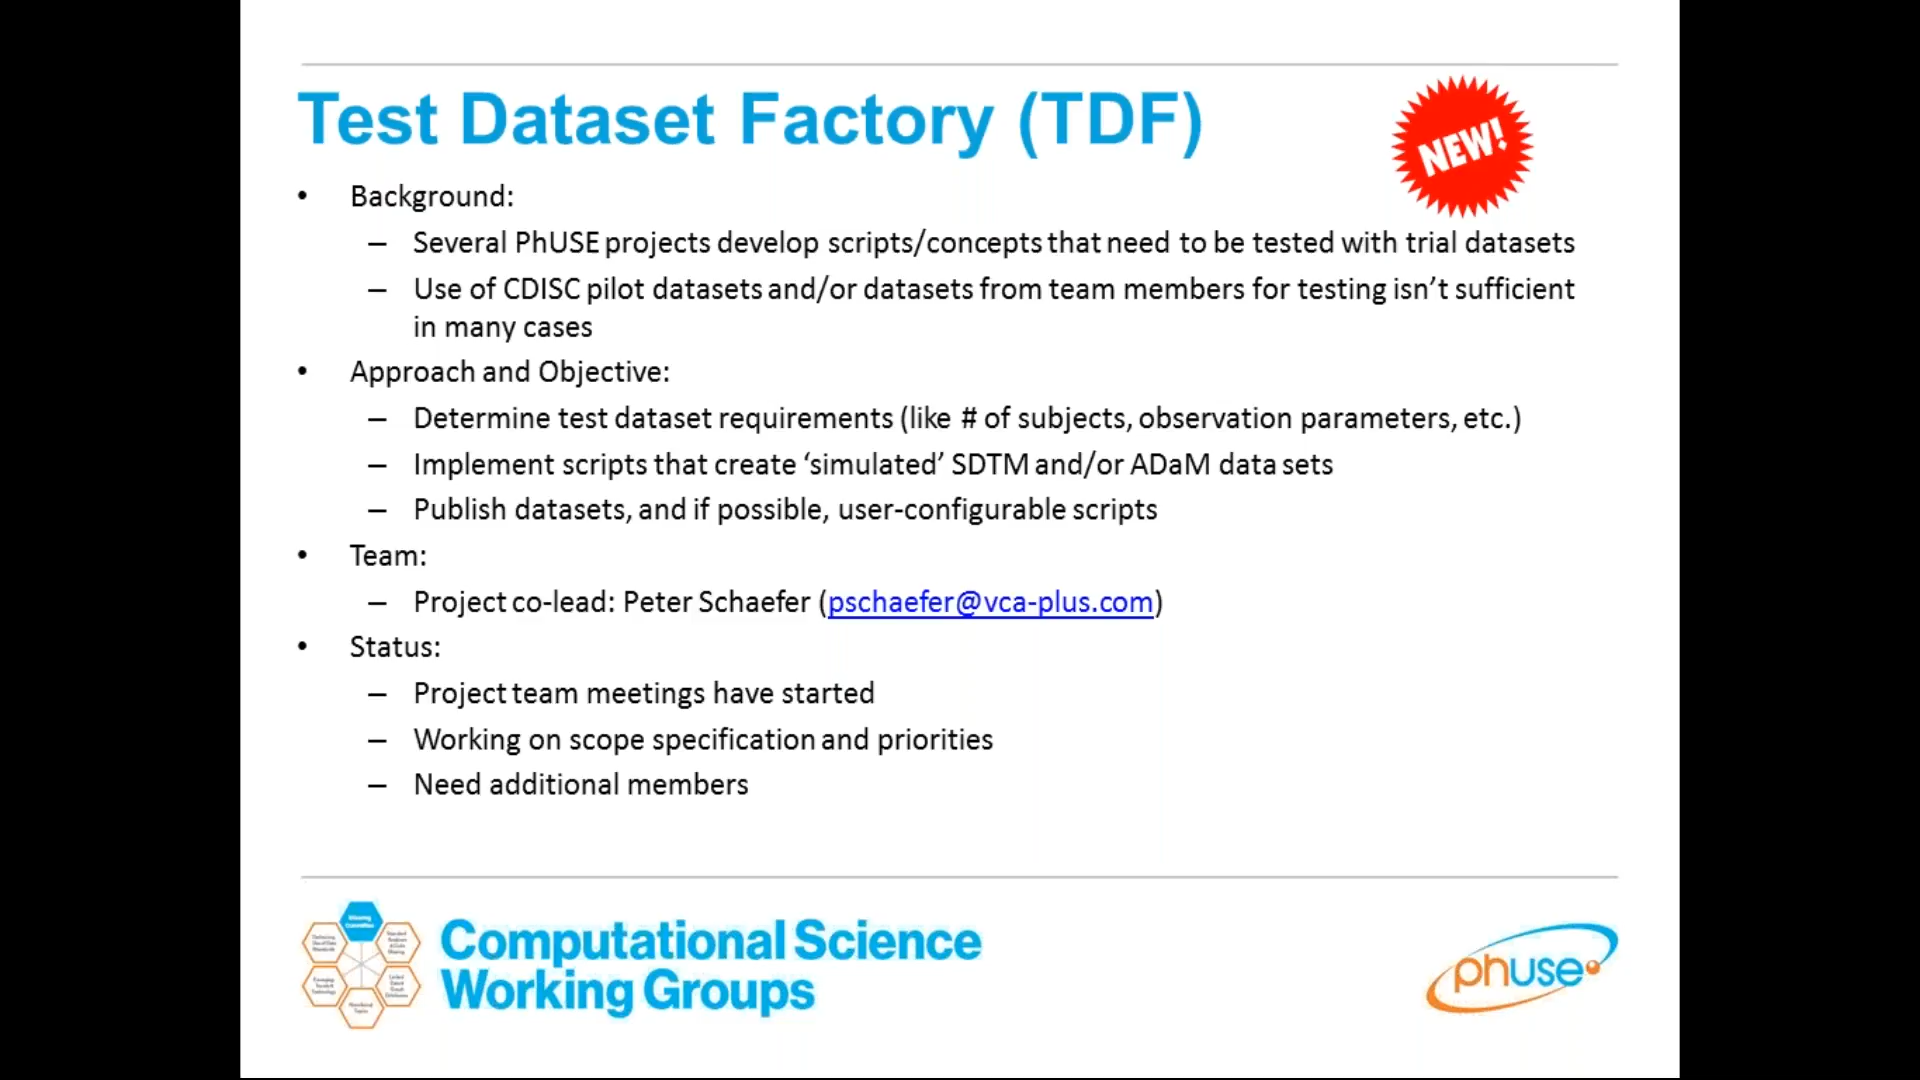 Test Dataset Factory (TDF)
NEW!
• Background:
– Several PhUSE projects develop scripts/concepts that need to be tested with trial datasets
– Use of CDISC pilot datasets and/or datasets from team members for testing isn’t sufficient
in many cases
• Approach and Objective:
– Determine test dataset requirements (like # of subjects, observation parameters, etc.)
– Implement scripts that create ‘simulated’ SDTM and/or ADaM data sets
– Publish datasets, and if possible, user-configurable scripts
• Team:
– Project co-lead: Peter Schaefer (pschaefer@vca-plus.com)
• Status:
– Project team meetings have started
– Working on scope specification and priorities
– Need additional members
Computational Science
Working Groups
phuse